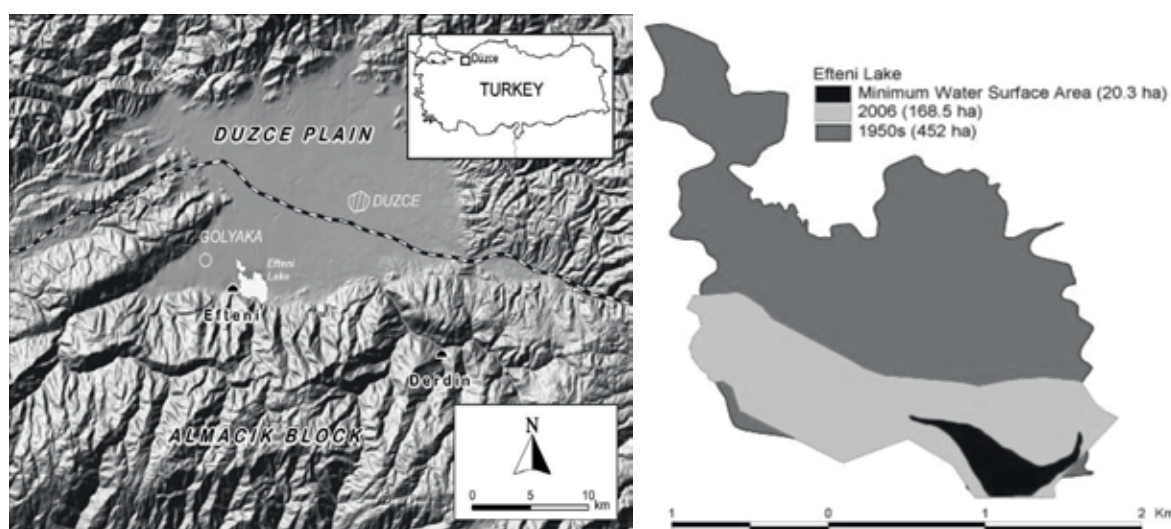 Düzce
TURKEY
DUZCE PLAIN
DUZCE
GOLYAKA
Efteni
Lake
Efteni
Derdin
ALMACIK BLOCK
N
0 5 10
km
Efteni Lake
Minimum Water Surface Area (20.3 ha)
2006 (168.5 ha)
1950s (452 ha)
1 0 1 2 Km